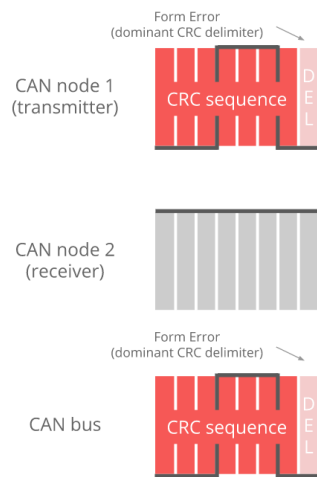 Form Error
(dominant CRC delimiter)
CAN node 1
(transmitter)
CRC sequence
D
E
L
CAN node 2
(receiver)
Form Error
(dominant CRC delimiter)
CAN bus
CRC sequence
D
E
L